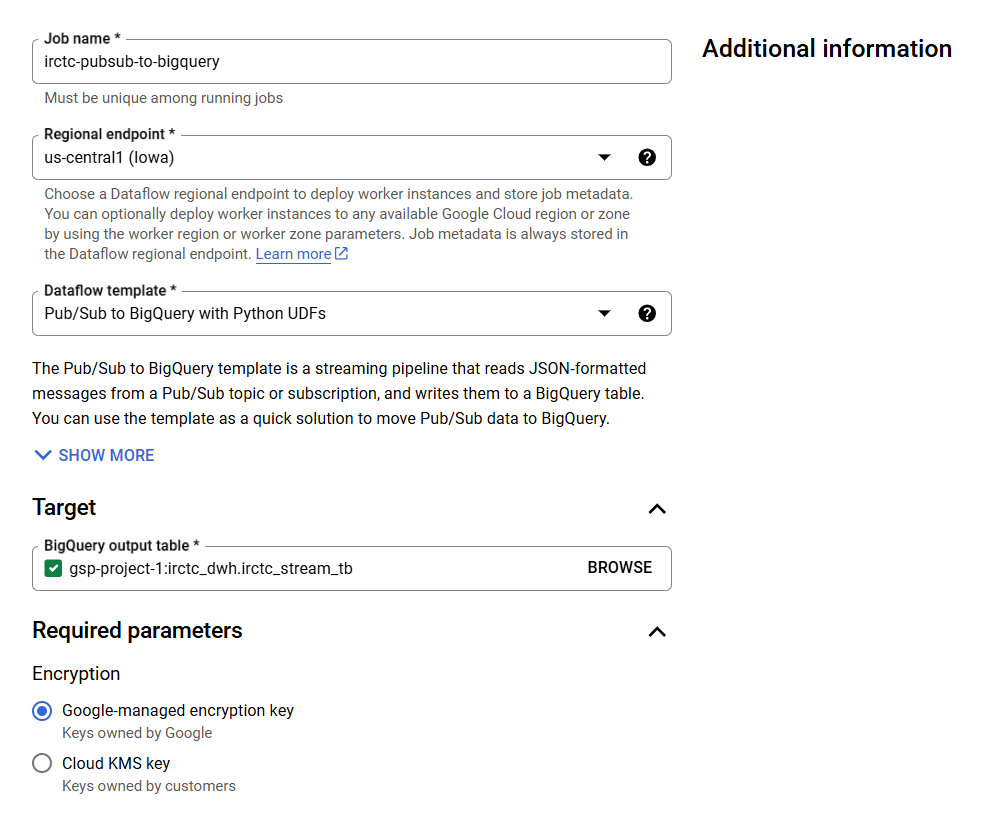 Job name *
irctc-pubsub-to-bigquery
Must be unique among running jobs
Additional information
Regional endpoint *
us-central1 (Iowa)
Choose a Dataflow regional endpoint to deploy worker instances and store job metadata.
You can optionally deploy worker instances to any available Google Cloud region or zone
by using the worker region or worker zone parameters. Job metadata is always stored in
the Dataflow regional endpoint. Learn more
Dataflow template *
Pub/Sub to BigQuery with Python UDFs
The Pub/Sub to BigQuery template is a streaming pipeline that reads JSON-formatted
messages from a Pub/Sub topic or subscription, and writes them to a BigQuery table.
You can use the template as a quick solution to move Pub/Sub data to BigQuery.
SHOW MORE
Target
BigQuery output table *
gsp-project-1:irctc_dwh.irctc_stream_tb BROWSE
Required parameters
Encryption
Google-managed encryption key
Keys owned by Google
Cloud KMS key
Keys owned by customers